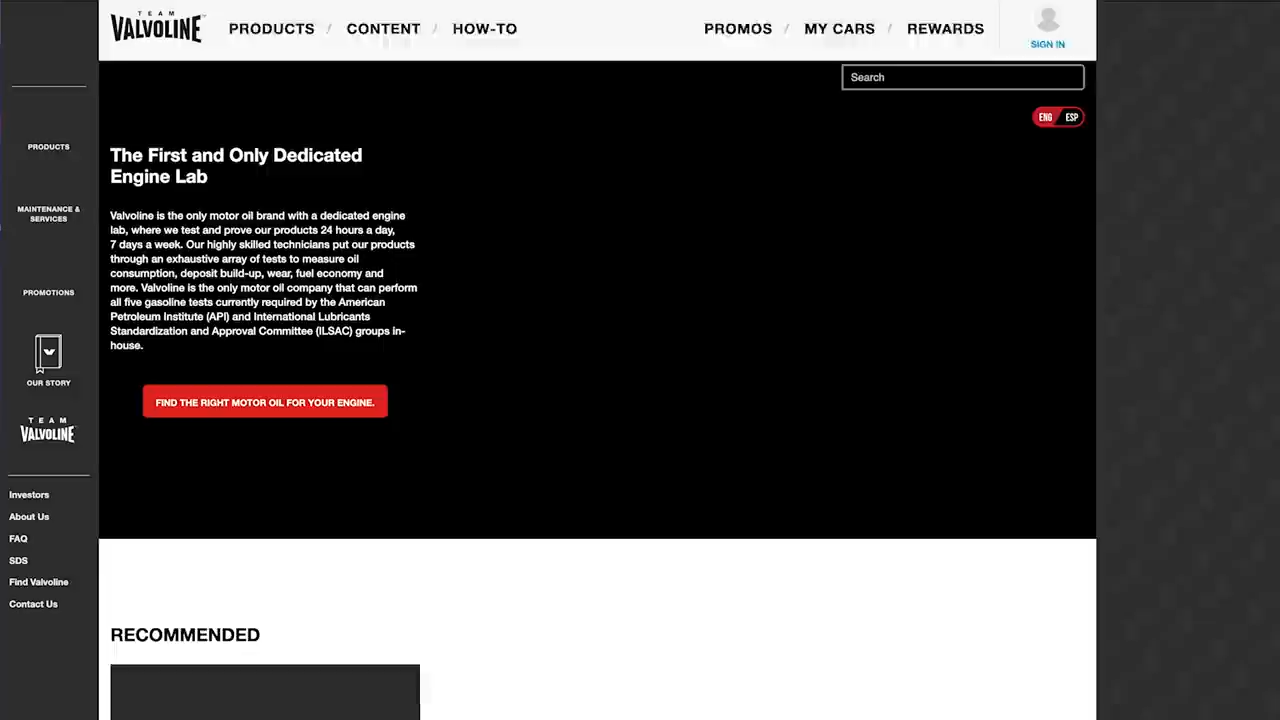 TEAM
VALVOLINE
PRODUCTS / CONTENT / HOW-TO
PROMOS / MY CARS / REWARDS
SIGN IN
Search
ENG ESP
PRODUCTS
MAINTENANCE &
SERVICES
PROMOTIONS
OUR STORY
TEAM
VALVOLINE
Investors
About Us
FAQ
SDS
Find Valvoline
Contact Us
The First and Only Dedicated
Engine Lab
Valvoline is the only motor oil brand with a dedicated engine
lab, where we test and prove our products 24 hours a day,
7 days a week. Our highly skilled technicians put our products
through an exhaustive array of tests to measure oil
consumption, deposit build-up, wear, fuel economy and
more. Valvoline is the only motor oil company that can perform
all five gasoline tests currently required by the American
Petroleum Institute (API) and International Lubricants
Standardization and Approval Committee (ILSAC) groups in-
house.
FIND THE RIGHT MOTOR OIL FOR YOUR ENGINE.
RECOMMENDED